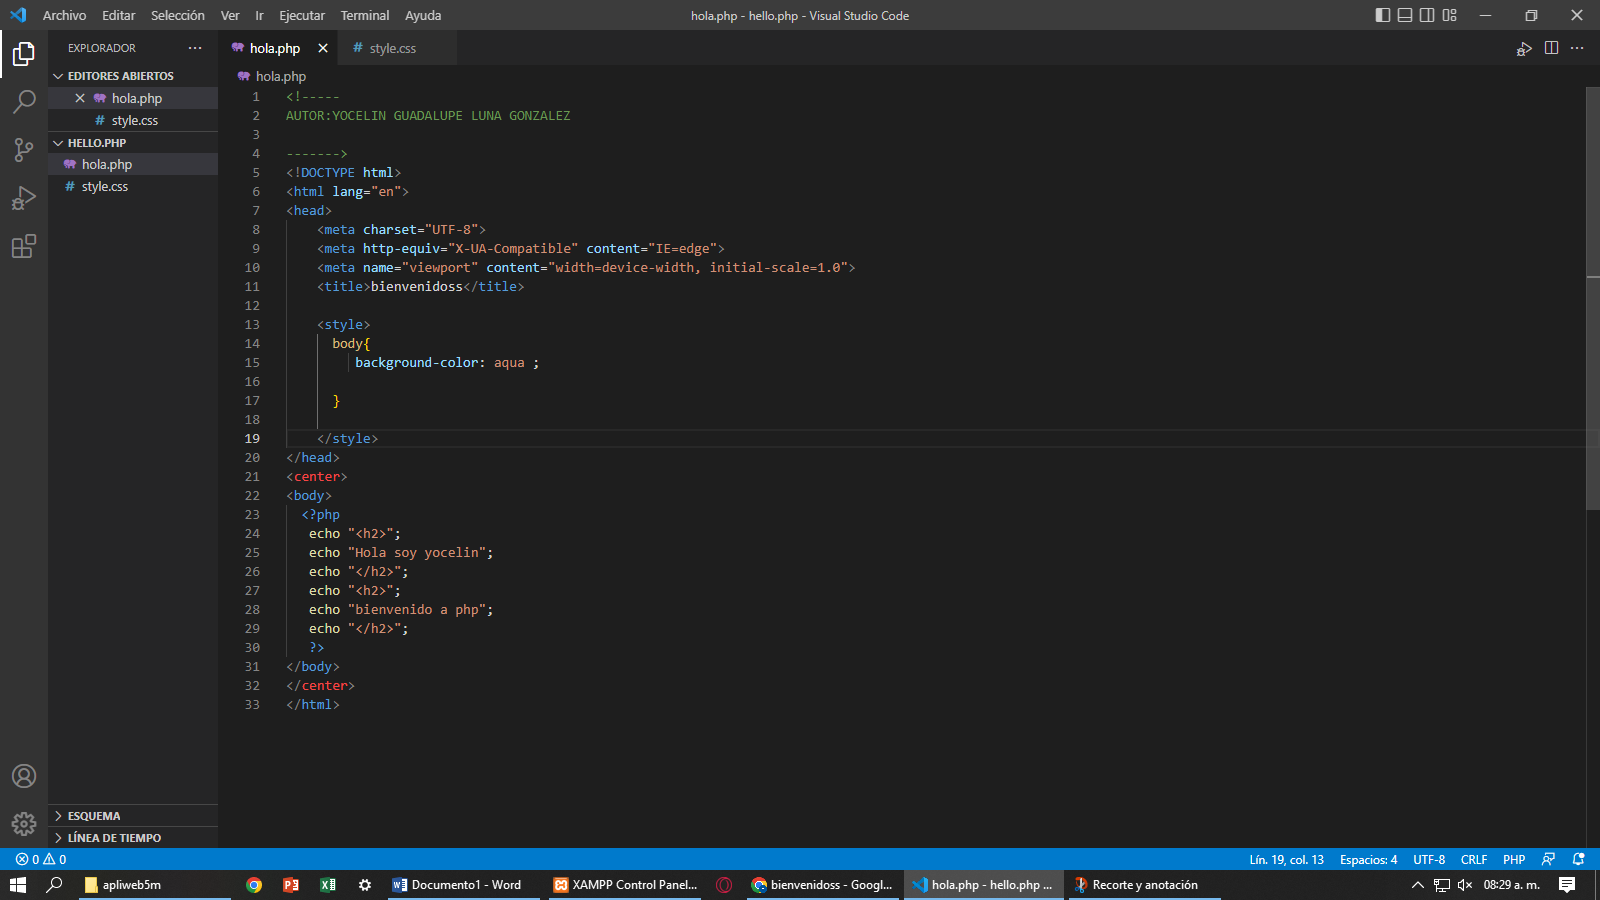 Archivo Editar Selección Ver Ir Ejecutar Terminal Ayuda
hola.php - hello.php - Visual Studio Code
EXPLORADOR
EDITORES ABIERTOS
hola.php
# style.css
HELLO.PHP
hola.php
# style.css
ESQUEMA
LÍNEA DE TIEMPO
hola.php
# style.css
hola.php
1 <!-----
2 AUTOR:YOCELIN GUADALUPE LUNA GONZALEZ
3
4 ------->
5 <!DOCTYPE html>
6 <html lang="en">
7 <head>
8 <meta charset="UTF-8">
9 <meta http-equiv="X-UA-Compatible" content="IE=edge">
10 <meta name="viewport" content="width=device-width, initial-scale=1.0">
11 <title>bienvenidoss</title>
12
13 <style>
14 body{
15 background-color: aqua ;
16
17 }
18
19 </style>
20 </head>
21 <center>
22 <body>
23 <?php
24 echo "<h2>";
25 echo "Hola soy yocelin";
26 echo "</h2>";
27 echo "<h2>";
28 echo "bienvenido a php";
29 echo "</h2>";
30 ?>
31 </body>
32 </center>
33 </html>
0 0
Lín. 19, col. 13 Espacios: 4 UTF-8 CRLF PHP
apliweb5m
Documento1 - Word
XAMPP Control Panel...
bienvenidoss - Googl...
hola.php - hello.php ...
Recorte y anotación
08:29 a. m.